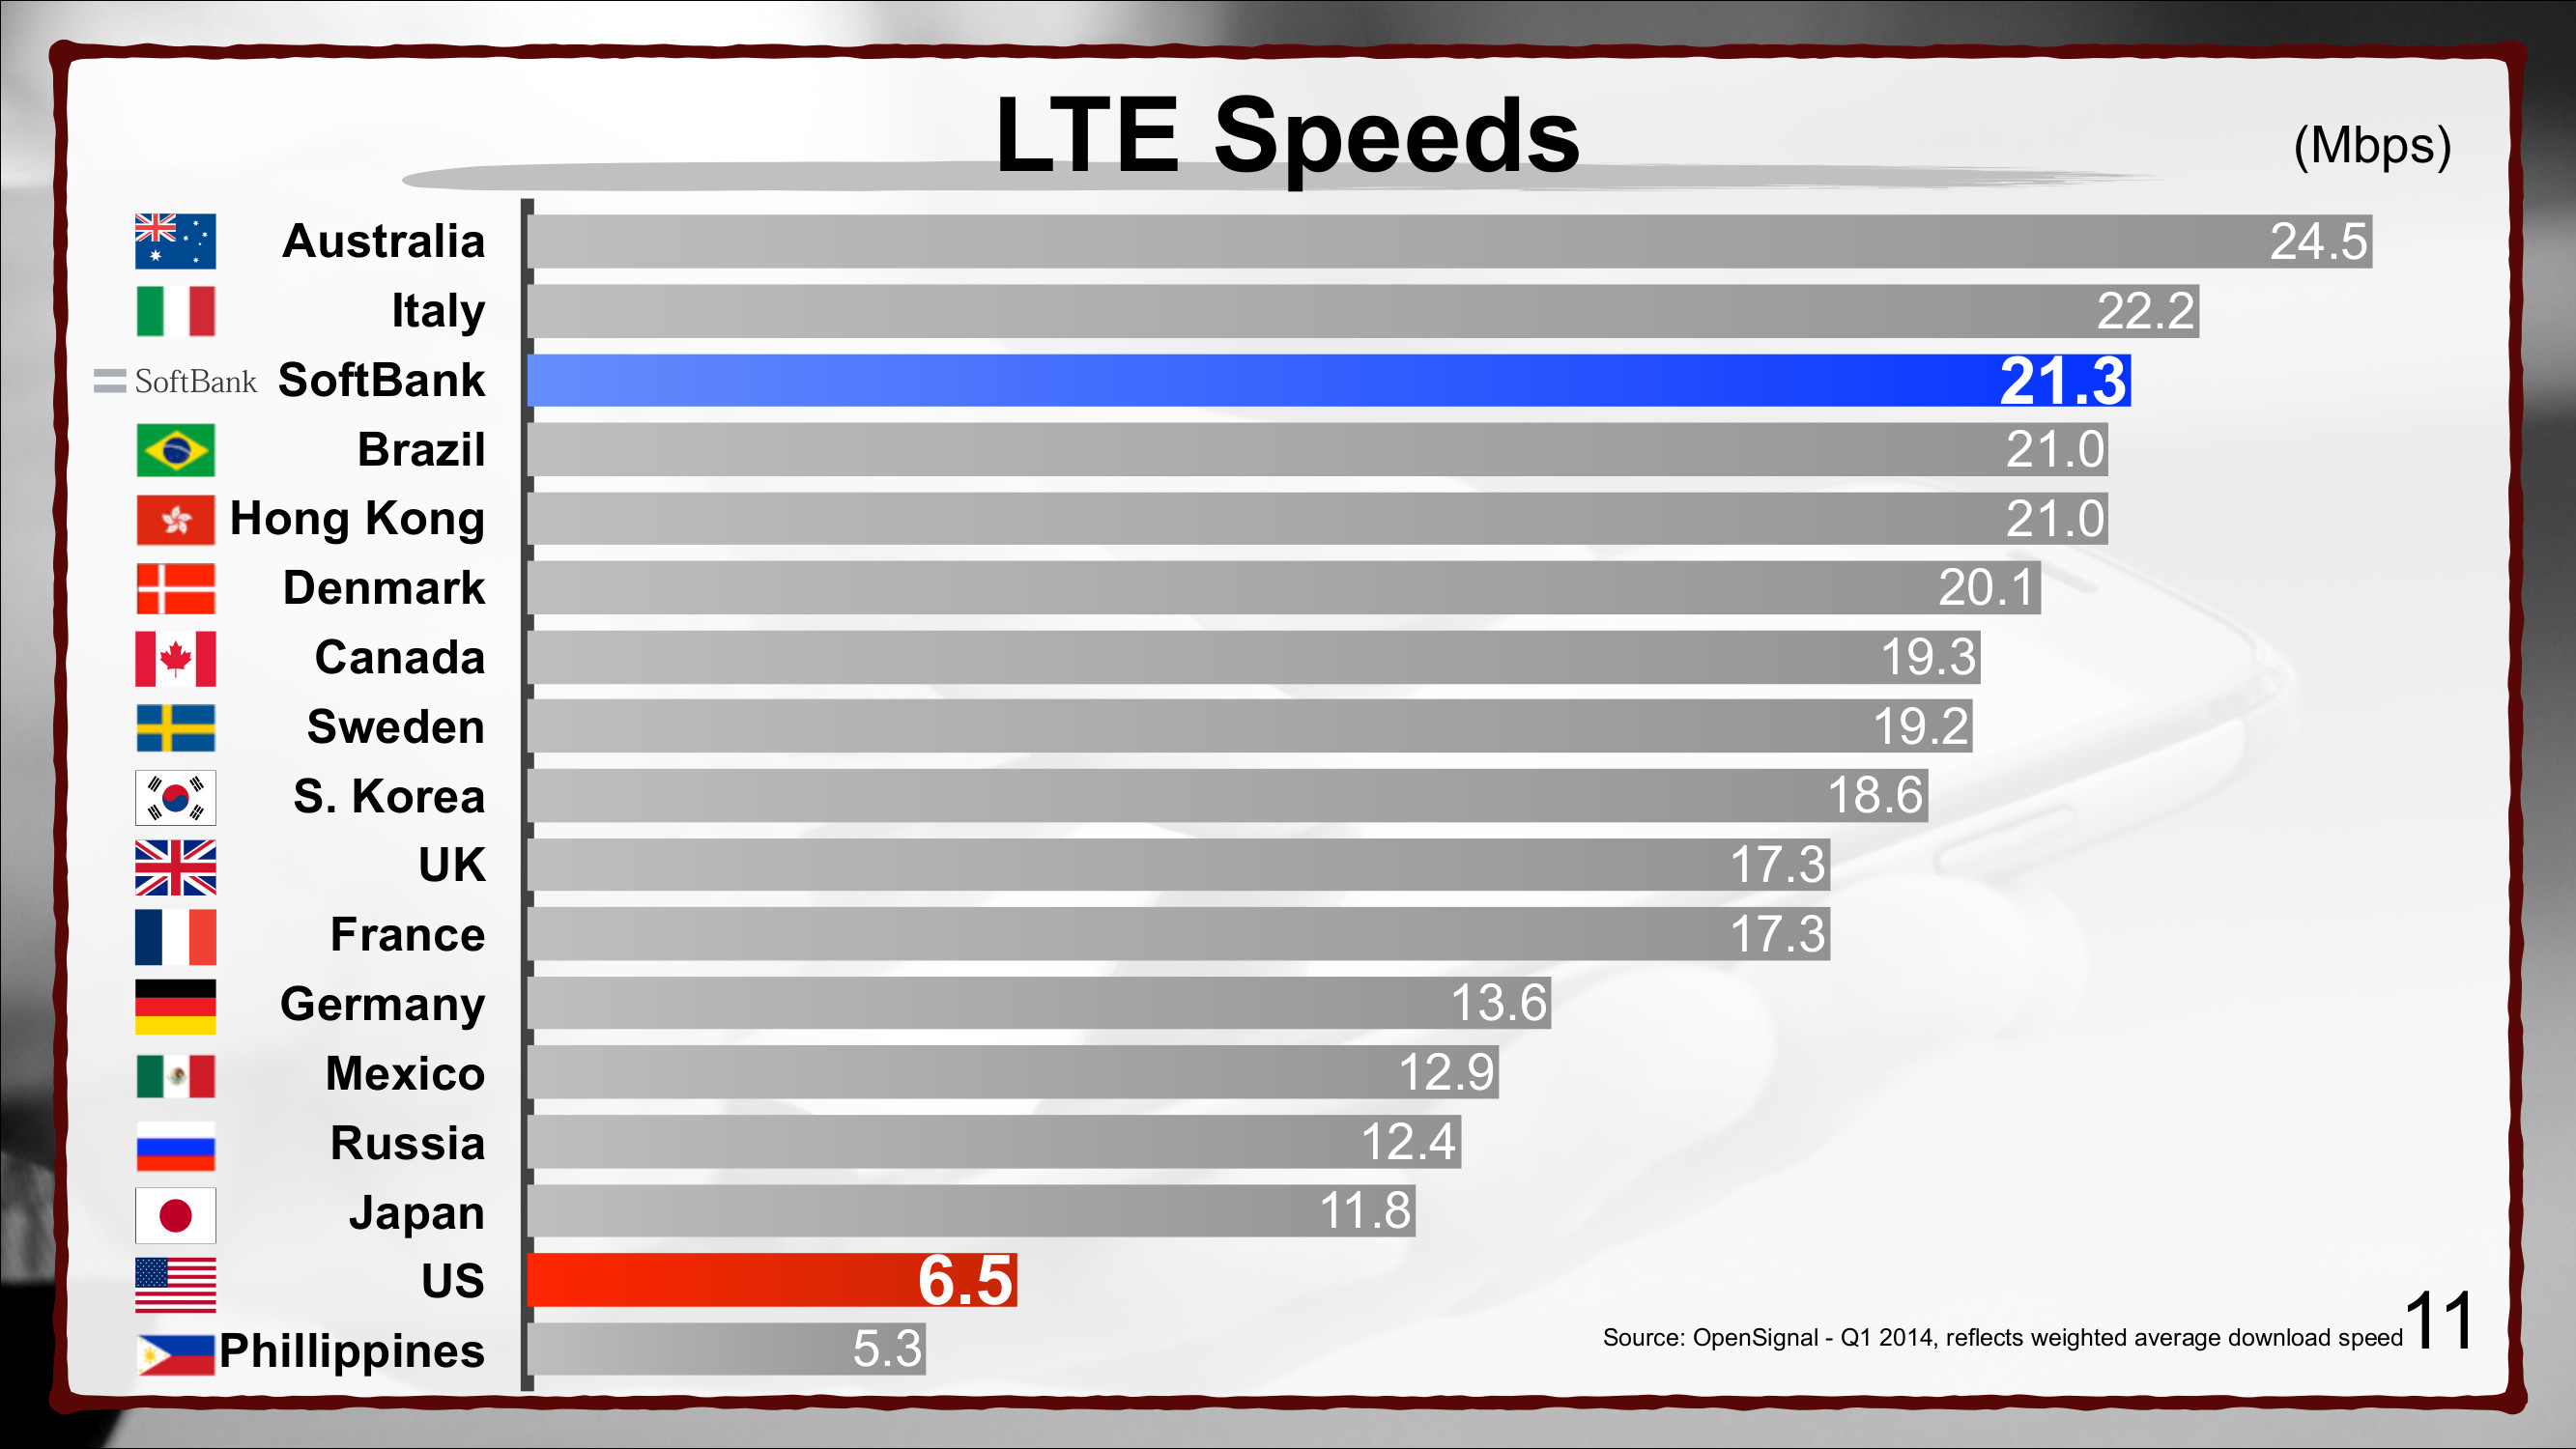 LTE Speeds
(Mbps)
Australia 24.5
Italy 22.2
SoftBank SoftBank 21.3
Brazil 21.0
Hong Kong 21.0
Denmark 20.1
Canada 19.3
Sweden 19.2
S. Korea 18.6
UK 17.3
France 17.3
Germany 13.6
Mexico 12.9
Russia 12.4
Japan 11.8
US 6.5
Phillippines 5.3
Source: OpenSignal - Q1 2014, reflects weighted average download speed
11